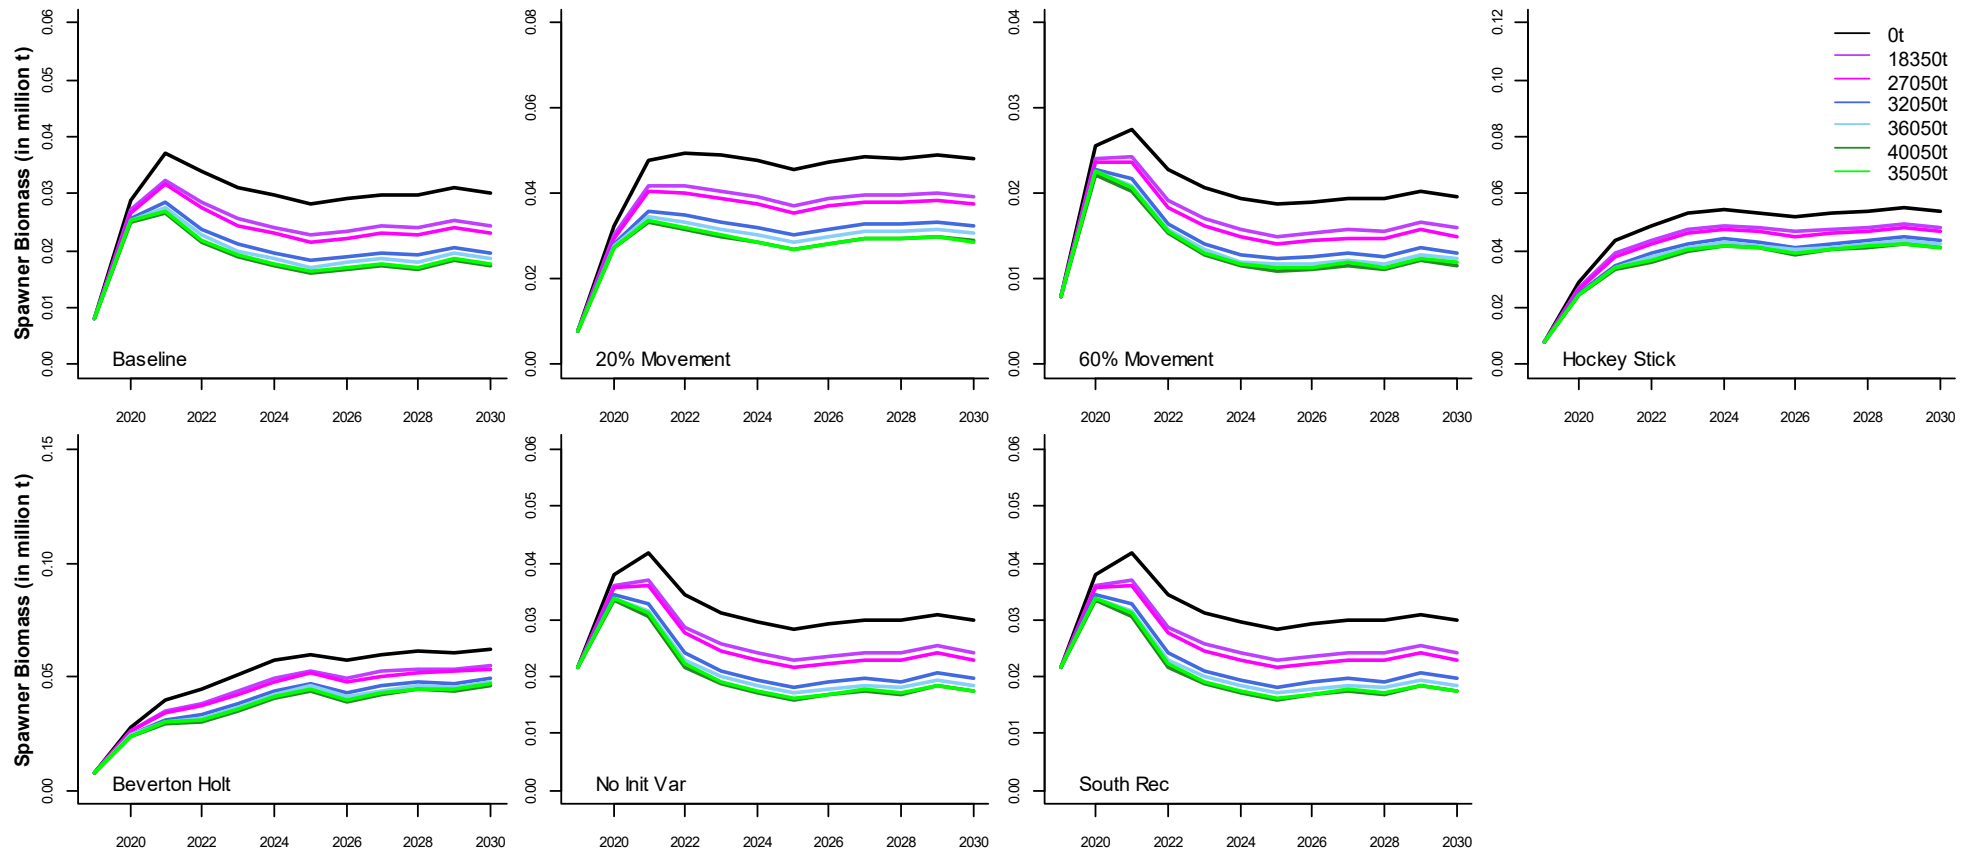 Spawner Biomass (in million t)
0.00 0.01 0.02 0.03 0.04 0.05 0.06
Baseline
2020 2022 2024 2026 2028 2030
0.00 0.02 0.04 0.06 0.08
20% Movement
2020 2022 2024 2026 2028 2030
0.00 0.01 0.02 0.03 0.04
60% Movement
2020 2022 2024 2026 2028 2030
0.00 0.02 0.04 0.06 0.08 0.10 0.12
0t
18350t
27050t
32050t
36050t
40050t
35050t
Hockey Stick
2020 2022 2024 2026 2028 2030
Spawner Biomass (in million t)
0.00 0.05 0.10 0.15
Beverton Holt
2020 2022 2024 2026 2028 2030
0.00 0.01 0.02 0.03 0.04 0.05 0.06
No Init Var
2020 2022 2024 2026 2028 2030
0.00 0.01 0.02 0.03 0.04 0.05 0.06
South Rec
2020 2022 2024 2026 2028 2030